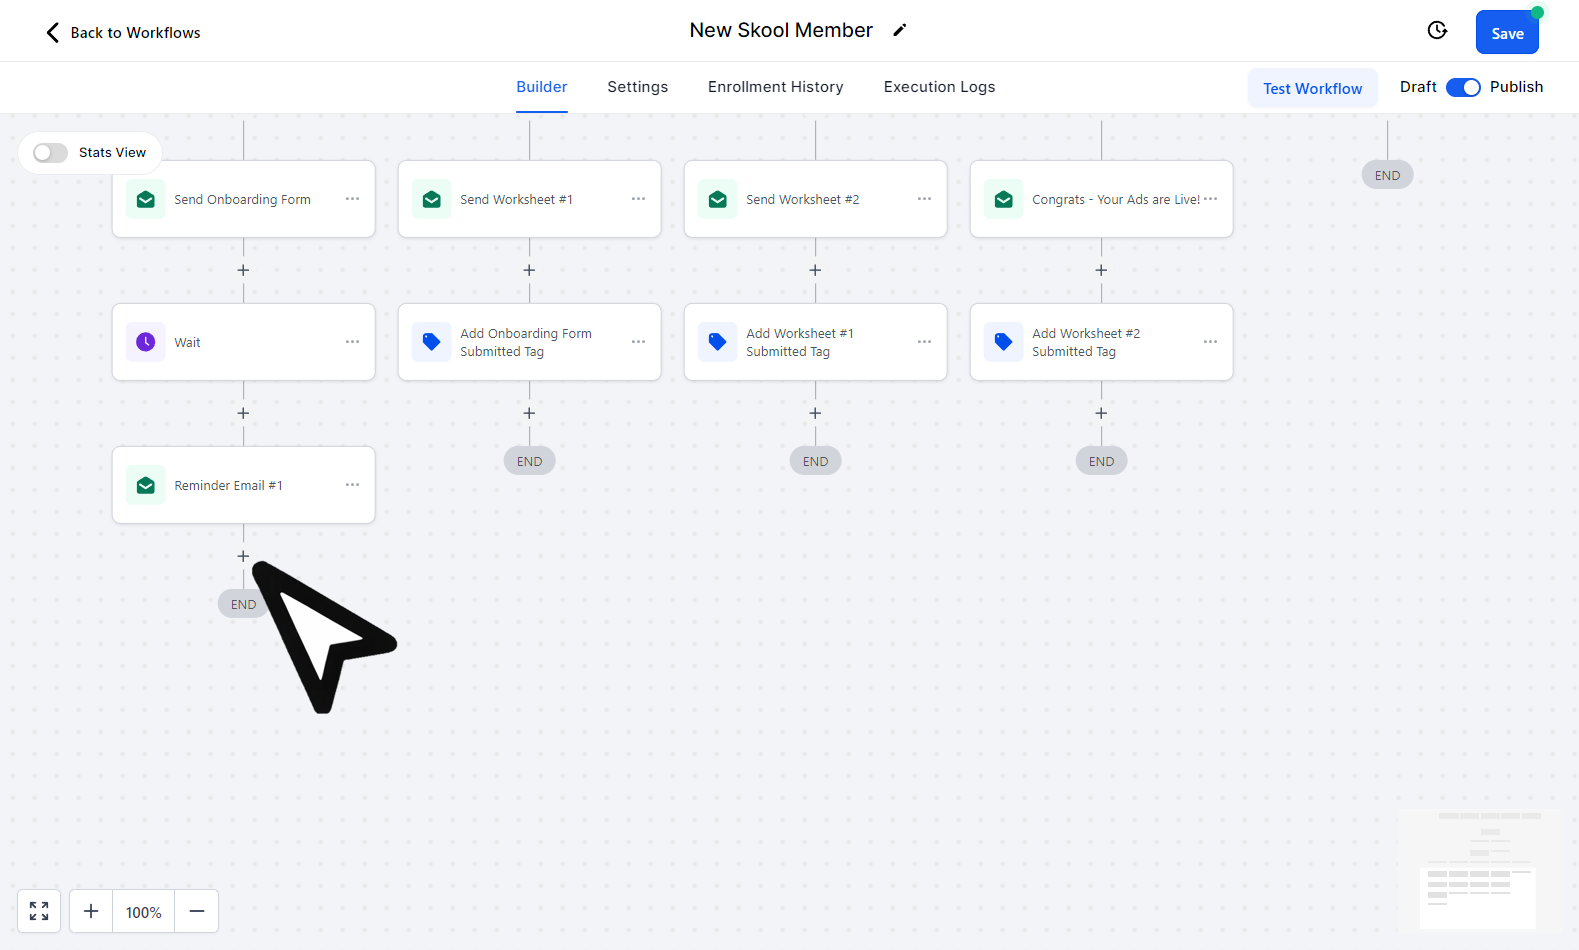 Back to Workflows
New Skool Member
Save
Builder
Settings
Enrollment History
Execution Logs
Test Workflow
Draft
Publish
Stats View
Send Onboarding Form
Send Worksheet #1
Send Worksheet #2
Congrats - Your Ads are Live!
END
Wait
Add Onboarding Form
Submitted Tag
Add Worksheet #1
Submitted Tag
Add Worksheet #2
Submitted Tag
Reminder Email #1
END
END
END
END
100%